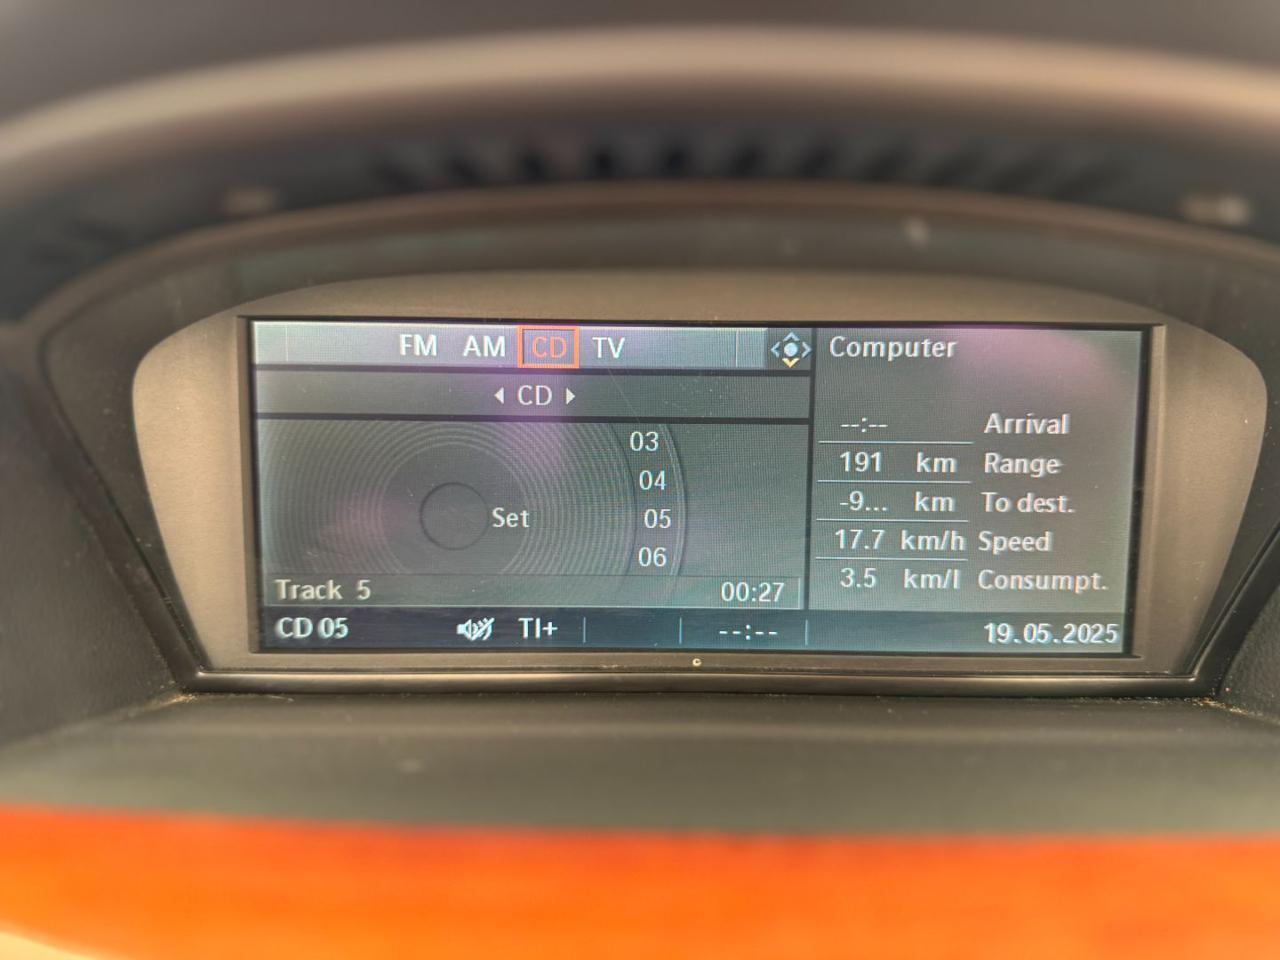 FM AM CD TV
CD
03
04
Set 05
06
Track 5 00:27
CD 05 TI+ --:-- 19.05.2025
Computer
--:-- Arrival
191 km Range
-9... km To dest.
17.7 km/h Speed
3.5 km/l Consumpt.